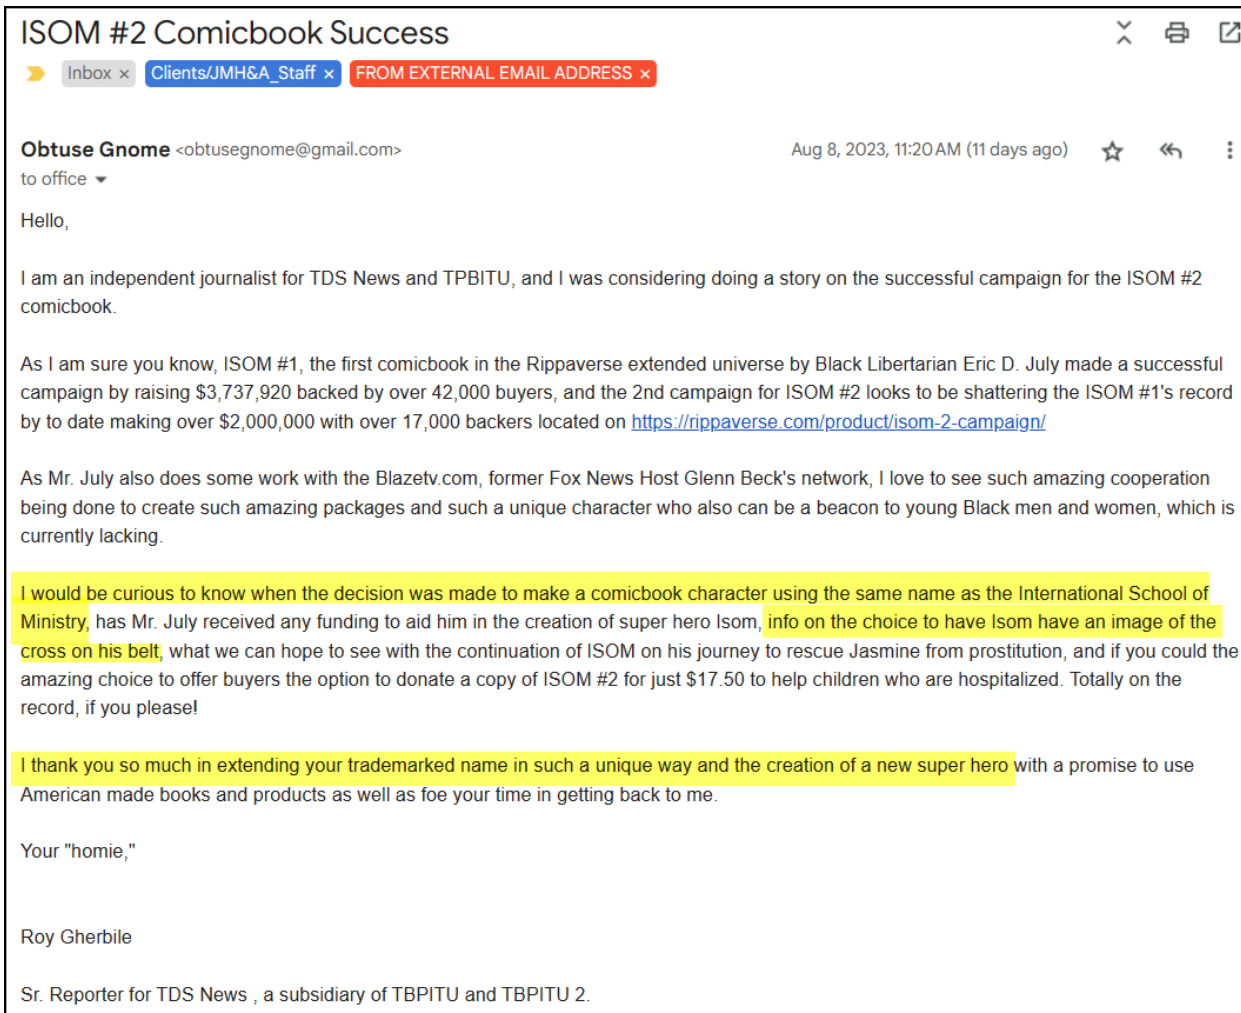 ISOM #2 Comicbook Success
Inbox × Clients/JMH&A_Staff × FROM EXTERNAL EMAIL ADDRESS ×
Obtuse Gnome <obtusegnome@gmail.com> Aug 8, 2023, 11:20 AM (11 days ago)
to office
Hello,
I am an independent journalist for TDS News and TPBITU, and I was considering doing a story on the successful campaign for the ISOM #2
comicbook.
As I am sure you know, ISOM #1, the first comicbook in the Rippaverse extended universe by Black Libertarian Eric D. July made a successful
campaign by raising $3,737,920 backed by over 42,000 buyers, and the 2nd campaign for ISOM #2 looks to be shattering the ISOM #1's record
by to date making over $2,000,000 with over 17,000 backers located on https://rippaverse.com/product/isom-2-campaign/
As Mr. July also does some work with the Blazetv.com, former Fox News Host Glenn Beck's network, I love to see such amazing cooperation
being done to create such amazing packages and such a unique character who also can be a beacon to young Black men and women, which is
currently lacking.
I would be curious to know when the decision was made to make a comicbook character using the same name as the International School of
Ministry, has Mr. July received any funding to aid him in the creation of super hero Isom, info on the choice to have Isom have an image of the
cross on his belt, what we can hope to see with the continuation of ISOM on his journey to rescue Jasmine from prostitution, and if you could the
amazing choice to offer buyers the option to donate a copy of ISOM #2 for just $17.50 to help children who are hospitalized. Totally on the
record, if you please!
I thank you so much in extending your trademarked name in such a unique way and the creation of a new super hero with a promise to use
American made books and products as well as foe your time in getting back to me.
Your "homie,"
Roy Gherbile
Sr. Reporter for TDS News , a subsidiary of TBPITU and TBPITU 2.